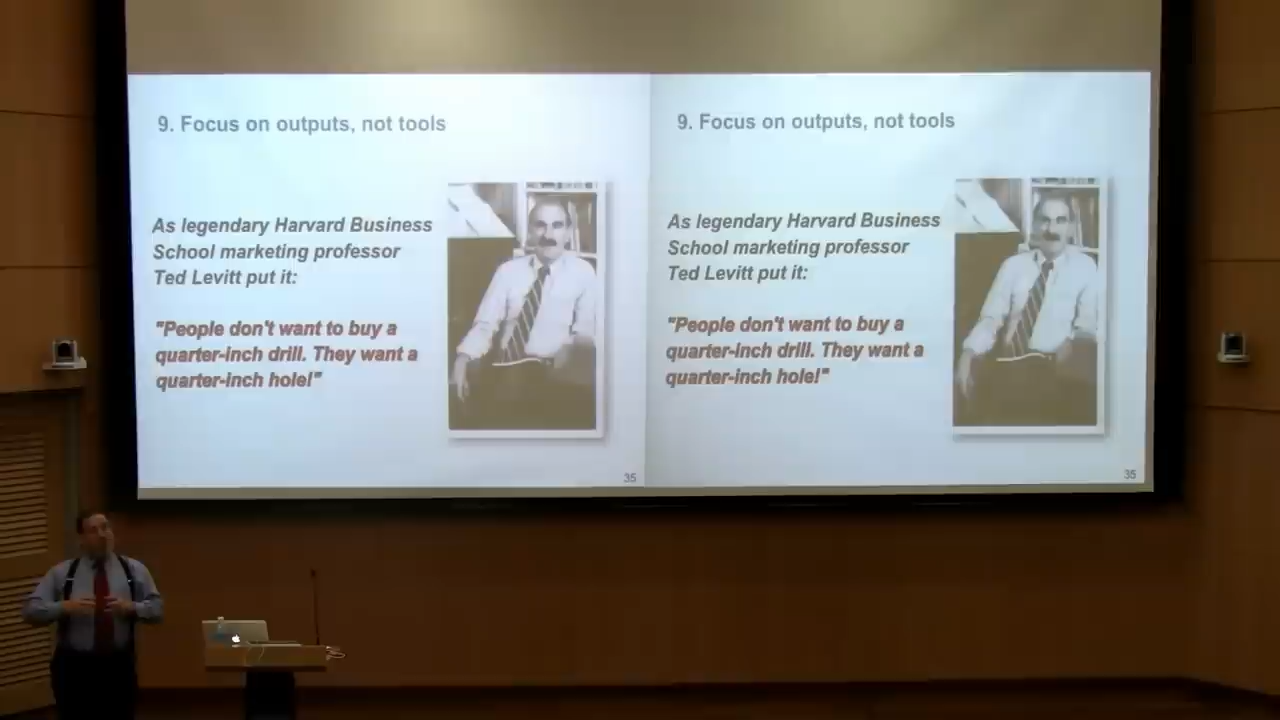 9. Focus on outputs, not tools
As legendary Harvard Business
School marketing professor
Ted Levitt put it:
"People don't want to buy a
quarter-inch drill. They want a
quarter-inch hole!"
35
9. Focus on outputs, not tools
As legendary Harvard Business
School marketing professor
Ted Levitt put it:
"People don't want to buy a
quarter-inch drill. They want a
quarter-inch hole!"
35